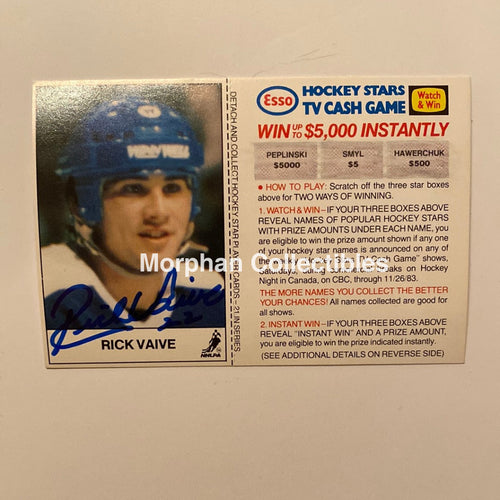 Esso
HOCKEY STARS
TV CASH GAME
Watch
& Win
WIN UP TO $5,000 INSTANTLY
PEPLINSKI
$5000
SMYL
$5
HAWERCHUK
$500
● HOW TO PLAY: Scratch off the three star boxes
above for TWO WAYS OF WINNING.
1. WATCH & WIN – IF YOUR THREE BOXES ABOVE
REVEAL NAMES OF POPULAR HOCKEY STARS
WITH PRIZE AMOUNTS UNDER EACH NAME, you
are eligible to win the prize amount shown if any one
of your hockey star names is announced on any of
Game" shows,
Saturdays, on Hockey
Night in Canada, on CBC, through 11/26/83.
THE MORE NAMES YOU COLLECT THE BETTER
YOUR CHANCES! All names collected are good for
all shows.
2. INSTANT WIN – IF YOUR THREE BOXES ABOVE
REVEAL "INSTANT WIN" AND A PRIZE AMOUNT,
you are eligible to win the prize indicated instantly.
(SEE ADDITIONAL DETAILS ON REVERSE SIDE)
DETACH AND COLLECT HOCKEY STAR PLAYER CARDS – 21 IN SERIES
Morphan Collectibles
Rick Vaive
22
RICK VAIVE
NHLPA